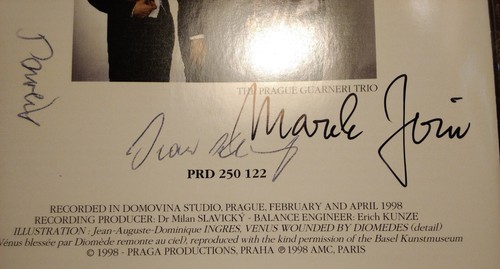 THE PRAGUE GUARNERI TRIO
Mark
PRD 250 122
RECORDED IN DOMOVINA STUDIO, PRAGUE, FEBRUARY AND APRIL 1998
RECORDING PRODUCER: Dr Milan SLAVICKÝ - BALANCE ENGINEER: Erich KUNZE
ILLUSTRATION : Jean-Auguste-Dominique INGRES, VENUS WOUNDED BY DIOMEDES (detail)
Vénus blessée par Diomède remonte au ciel), reproduced with the kind permission of the Basel Kunstmuseum
© 1998 - PRAGA PRODUCTIONS, PRAHA ℗ 1998 AMC, PARIS